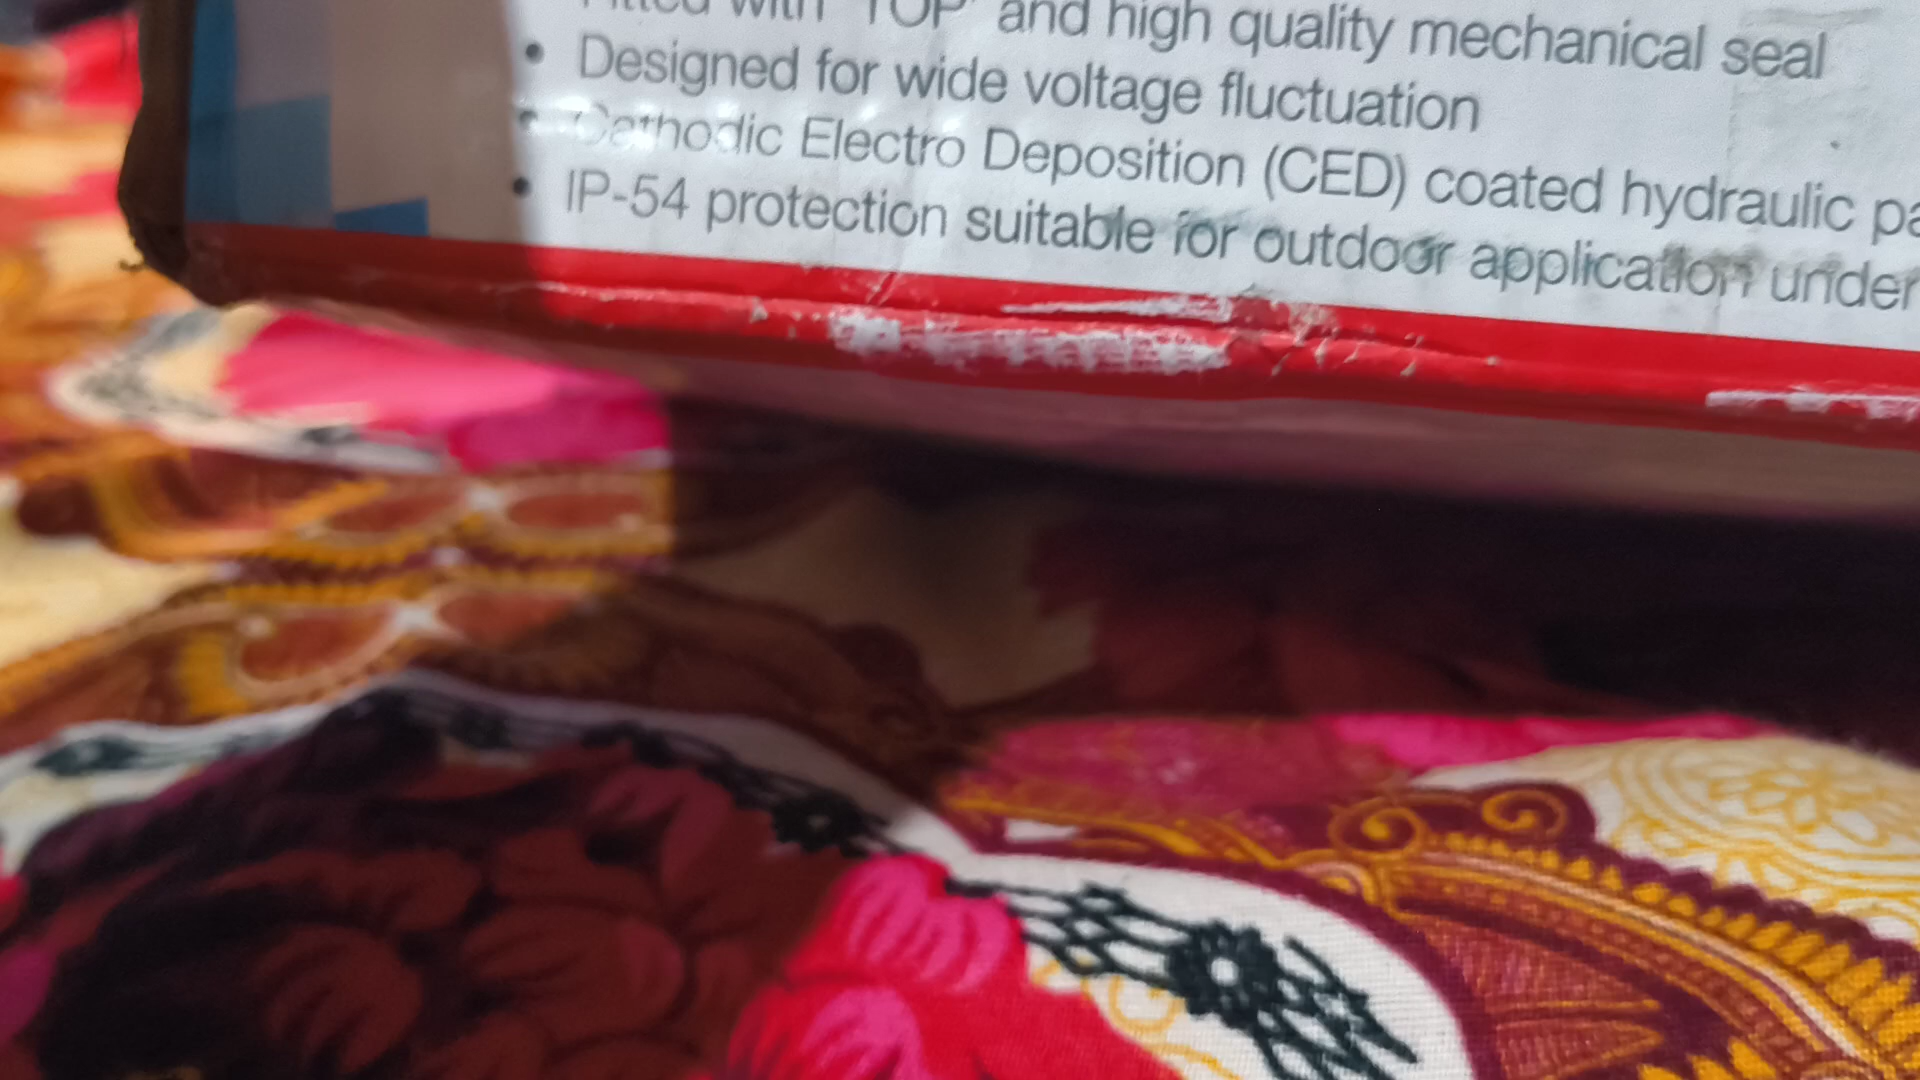 Fitted with 'TOP' and high quality mechanical seal
• Designed for wide voltage fluctuation
• Cathodic Electro Deposition (CED) coated hydraulic
• IP-54 protection suitable for outdoor application under